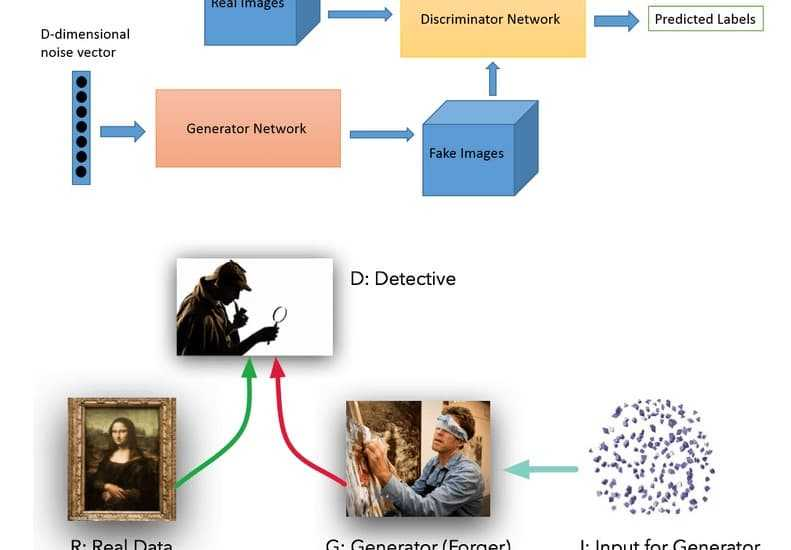 Real Images
Discriminator Network
Predicted Labels
D-dimensional
noise vector
Generator Network
Fake Images
D: Detective
R: Real Data
G: Generator (Forger)
I: Input for Generator